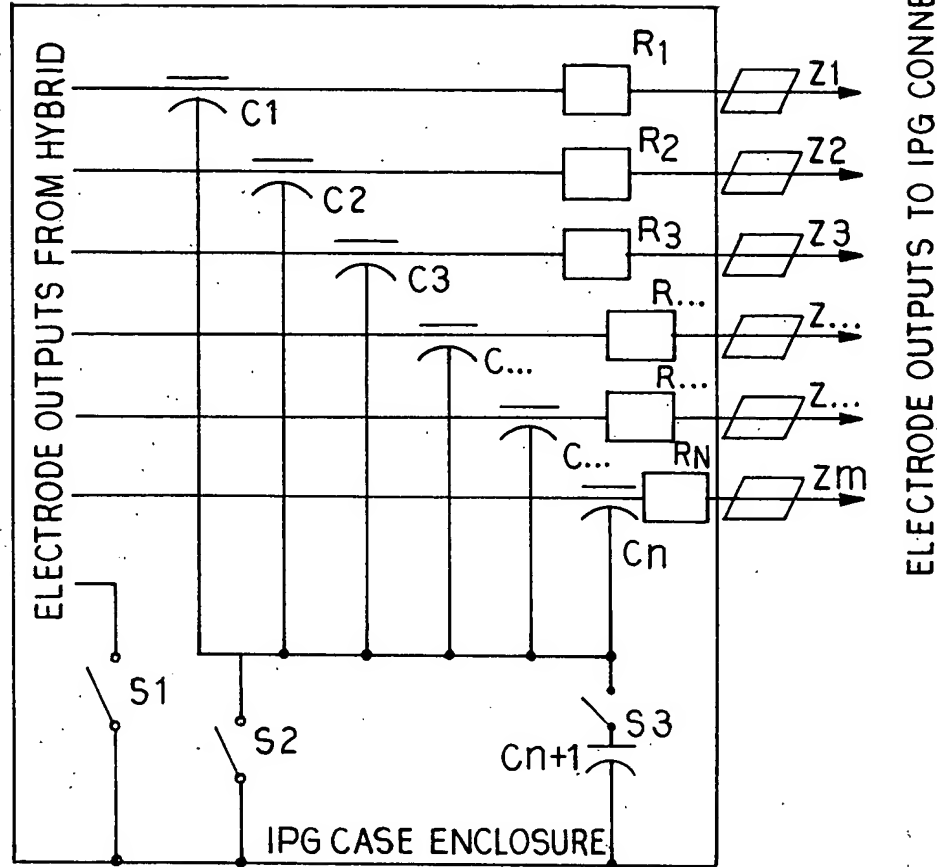 ELECTRODE OUTPUTS FROM HYBRID
R1
Z1
C1
R2
Z2
C2
R3
Z3
C3
R...
Z...
C...
R...
Z...
C...
RN
Zm
Cn
S1
S2
S3
Cn+1
IPG CASE ENCLOSURE
ELECTRODE OUTPUTS TO IPG